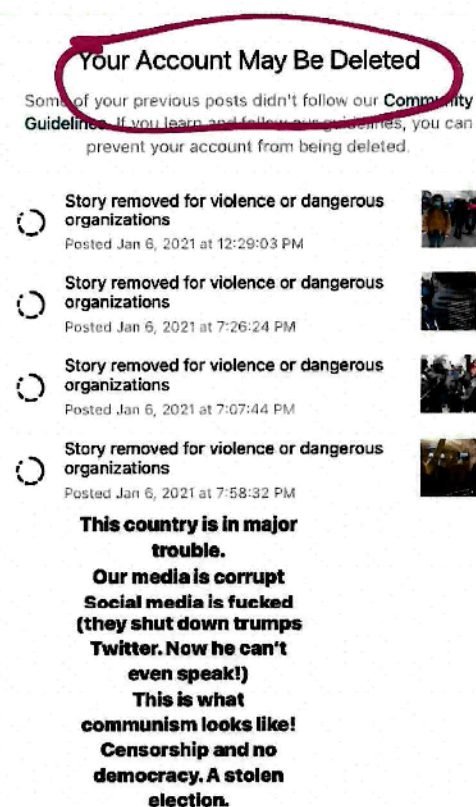 Your Account May Be Deleted
Some of your previous posts didn't follow our Community
Guidelines. If you learn and follow our guidelines, you can
prevent your account from being deleted.
Story removed for violence or dangerous
organizations
Posted Jan 6, 2021 at 12:29:03 PM
Story removed for violence or dangerous
organizations
Posted Jan 6, 2021 at 7:26:24 PM
Story removed for violence or dangerous
organizations
Posted Jan 6, 2021 at 7:07:44 PM
Story removed for violence or dangerous
organizations
Posted Jan 6, 2021 at 7:58:32 PM
This country is in major
trouble.
Our media is corrupt
Social media is fucked
(they shut down trumps
Twitter. Now he can't
even speak!)
This is what
communism looks like!
Censorship and no
democracy. A stolen
election.